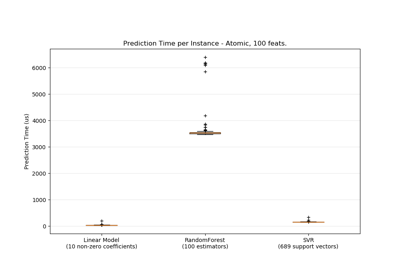 Prediction Time per Instance - Atomic, 100 feats.
Prediction Time (us)
6000
5000
4000
3000
2000
1000
0
Linear Model
(10 non-zero coefficients)
RandomForest
(100 estimators)
SVR
(689 support vectors)